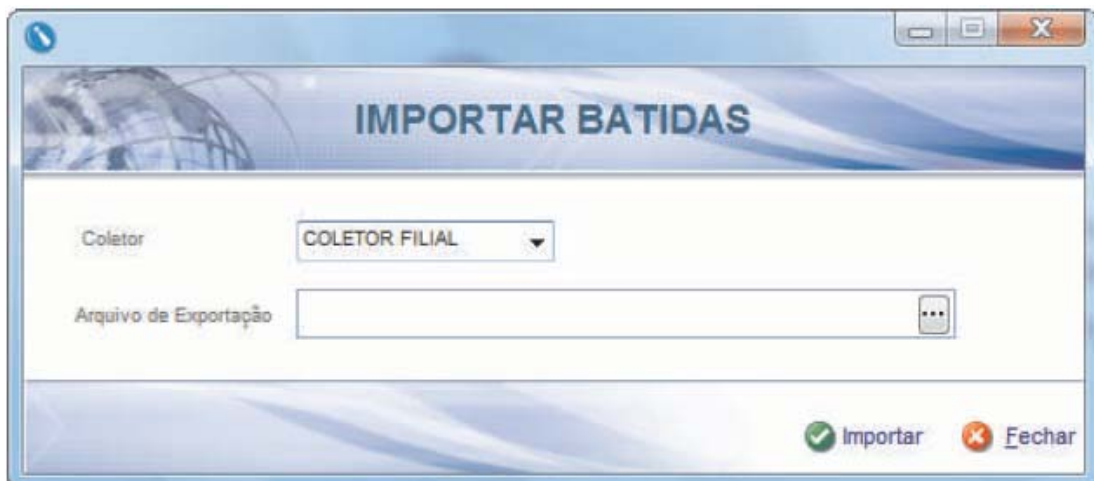 IMPORTAR BATIDAS
Coletor
COLETOR FILIAL
Arquivo de Exportação
...
Importar
Fechar